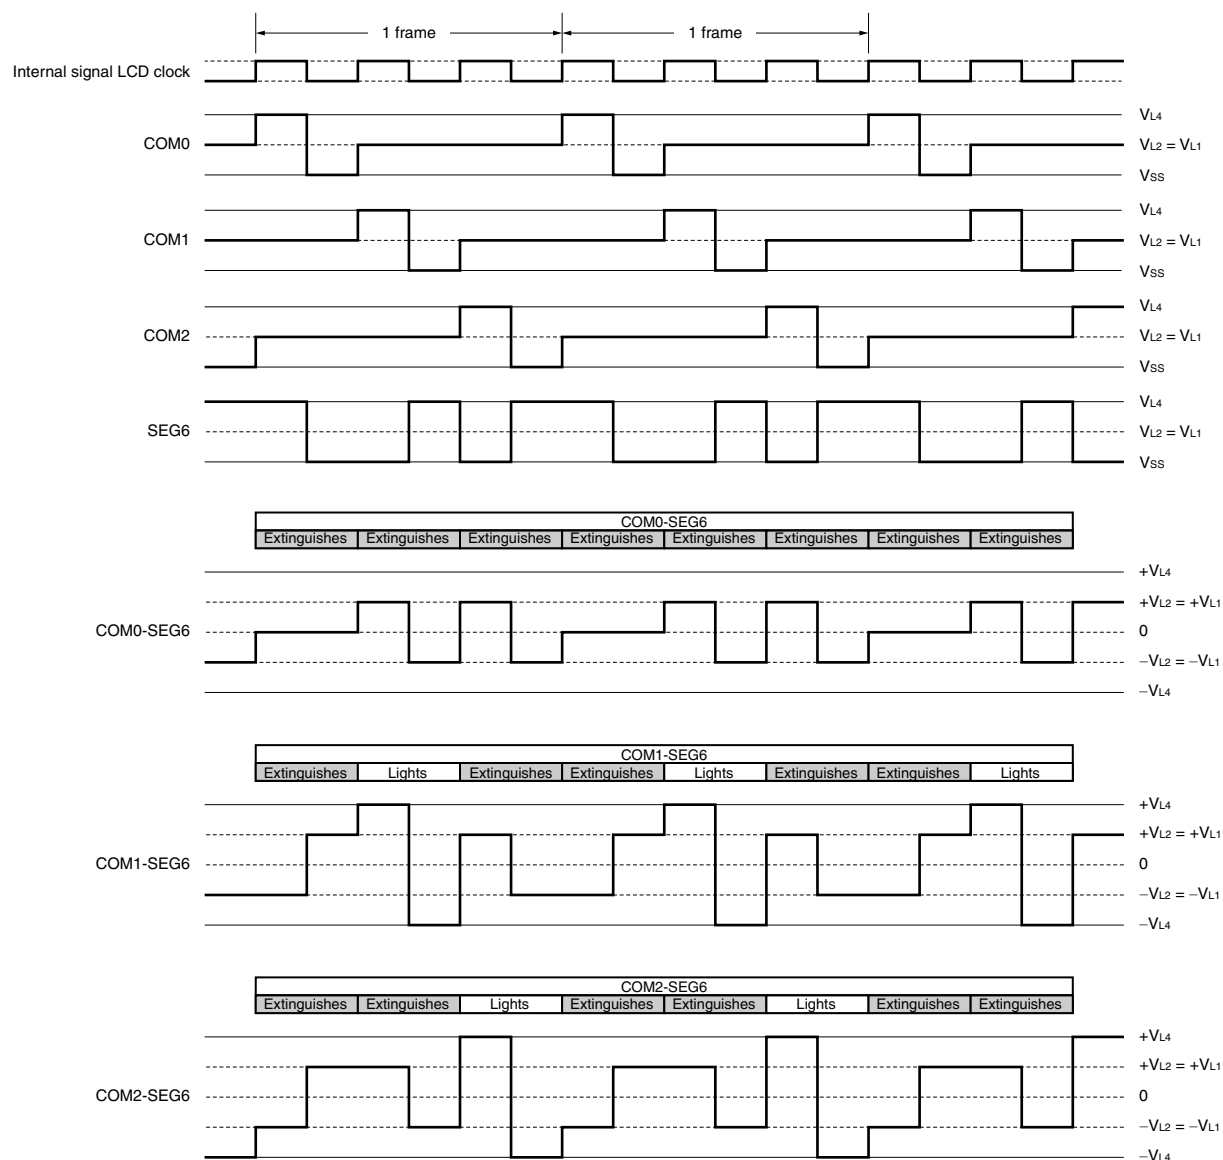 1 frame 1 frame
Internal signal LCD clock
VL4
COM0 VL2 = VL1
VSS
VL4
COM1 VL2 = VL1
VSS
VL4
COM2 VL2 = VL1
VSS
VL4
SEG6 VL2 = VL1
VSS
COM0-SEG6
Extinguishes Extinguishes Extinguishes Extinguishes Extinguishes Extinguishes Extinguishes Extinguishes
+VL4
+VL2 = +VL1
COM0-SEG6 0
−VL2 = −VL1
−VL4
COM1-SEG6
Extinguishes Lights Extinguishes Extinguishes Lights Extinguishes Extinguishes Lights
+VL4
+VL2 = +VL1
COM1-SEG6 0
−VL2 = −VL1
−VL4
COM2-SEG6
Extinguishes Extinguishes Lights Extinguishes Extinguishes Lights Extinguishes Extinguishes
+VL4
+VL2 = +VL1
COM2-SEG6 0
−VL2 = −VL1
−VL4